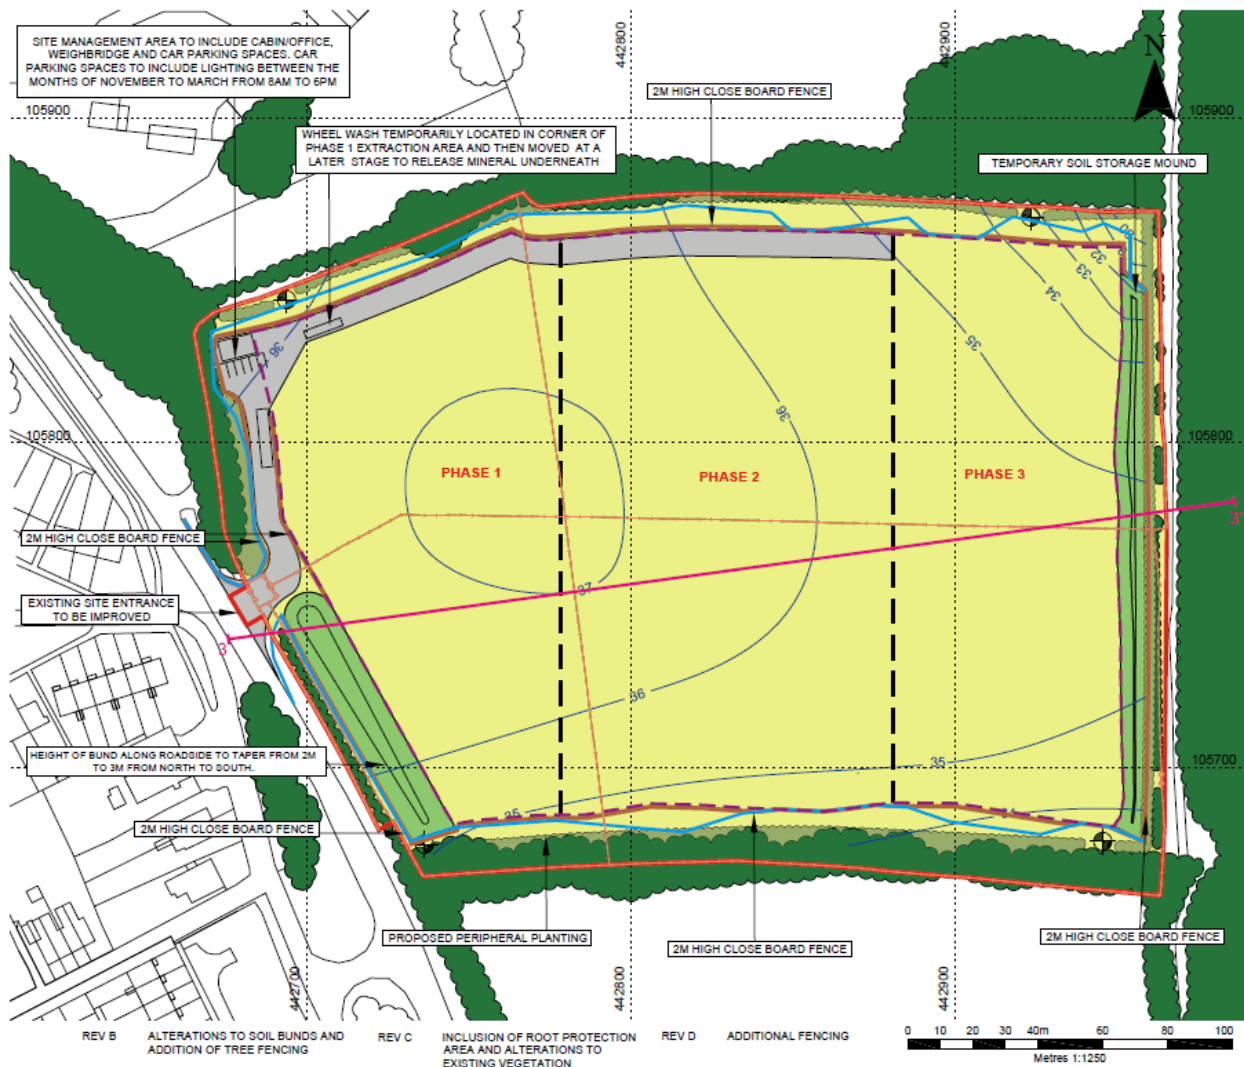 SITE MANAGEMENT AREA TO INCLUDE CABIN/OFFICE,
WEIGHBRIDGE AND CAR PARKING SPACES. CAR
PARKING SPACES TO INCLUDE LIGHTING BETWEEN THE
MONTHS OF NOVEMBER TO MARCH FROM 8AM TO 6PM
442800
442900
N
2M HIGH CLOSE BOARD FENCE
105900
105900
WHEEL WASH TEMPORARILY LOCATED IN CORNER OF
PHASE 1 EXTRACTION AREA AND THEN MOVED AT A
LATER STAGE TO RELEASE MINERAL UNDERNEATH
TEMPORARY SOIL STORAGE MOUND
32
33
34
35
36
36
105800
105800
PHASE 1
PHASE 2
PHASE 3
3'
2M HIGH CLOSE BOARD FENCE
37
EXISTING SITE ENTRANCE
TO BE IMPROVED
3'
36
HEIGHT OF BUND ALONG ROADSIDE TO TAPER FROM 2M
TO 3M FROM NORTH TO SOUTH.
35
105700
105700
35
2M HIGH CLOSE BOARD FENCE
PROPOSED PERIPHERAL PLANTING
2M HIGH CLOSE BOARD FENCE
2M HIGH CLOSE BOARD FENCE
442700
442800
442900
REV B ALTERATIONS TO SOIL BUNDS AND
ADDITION OF TREE FENCING
REV C INCLUSION OF ROOT PROTECTION
AREA AND ALTERATIONS TO
EXISTING VEGETATION
REV D ADDITIONAL FENCING
0 10 20 30 40m 60 80 100
Metres 1:1250